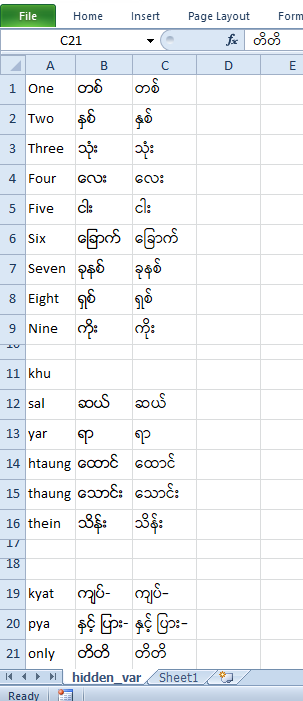 File Home Insert Page Layout Form
C21 fx တိတိ
A B C D E
1 One တစ် တစ်
2 Two နှစ် နှစ်
3 Three သုံး သုံး
4 Four လေး လေး
5 Five ငါး ငါး
6 Six ခြောက် ခြောက်
7 Seven ခုနစ် ခုနစ်
8 Eight ရှစ် ရှစ်
9 Nine ကိုး ကိုး
10
11 khu
12 sal ဆယ် ဆယ်
13 yar ရာ ရာ
14 htaung ထောင် ထောင်
15 thaung သောင်း သောင်း
16 thein သိန်း သိန်း
17
18
19 kyat ကျပ်- ကျပ်-
20 pya နှင့် ပြား- နှင့် ပြား-
21 only တိတိ တိတိ
hidden_var Sheet1
Ready